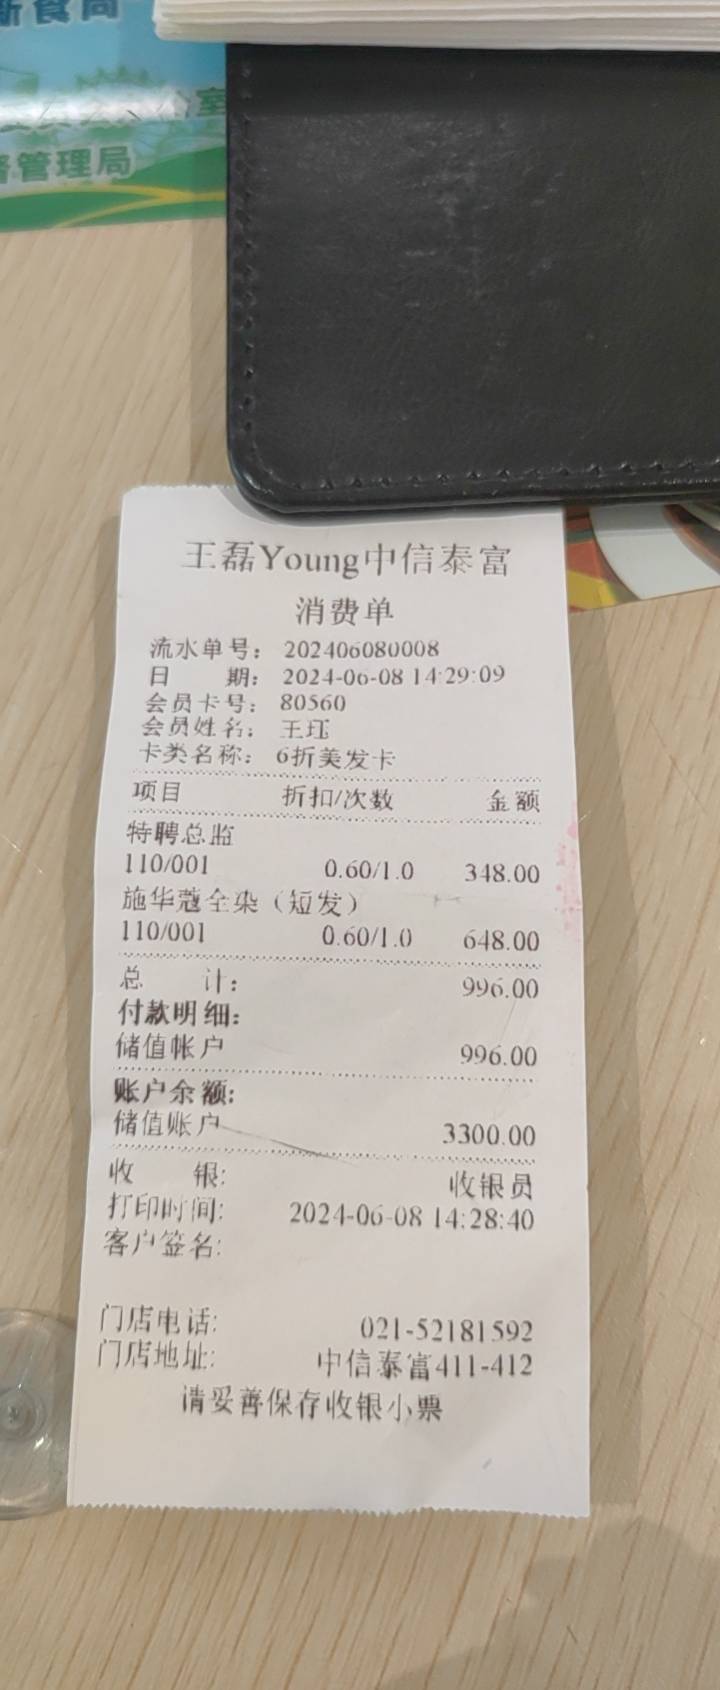 新食尚
管理局
王磊Young中信泰富
消费单
流水单号: 202406080008
日 期: 2024-06-08 14:29:09
会员卡号: 80560
会员姓名: 王珏
卡类名称: 6折美发卡
项目 折扣/次数 金额
特聘总监
110/001 0.60/1.0 348.00
施华蔻全染（短发）
110/001 0.60/1.0 648.00
总 计: 996.00
付款明细:
储值帐户 996.00
账户余额:
储值账户 3300.00
收 银: 收银员
打印时间: 2024-06-08 14:28:40
客户签名:
门店电话: 021-52181592
门店地址: 中信泰富411-412
请妥善保存收银小票